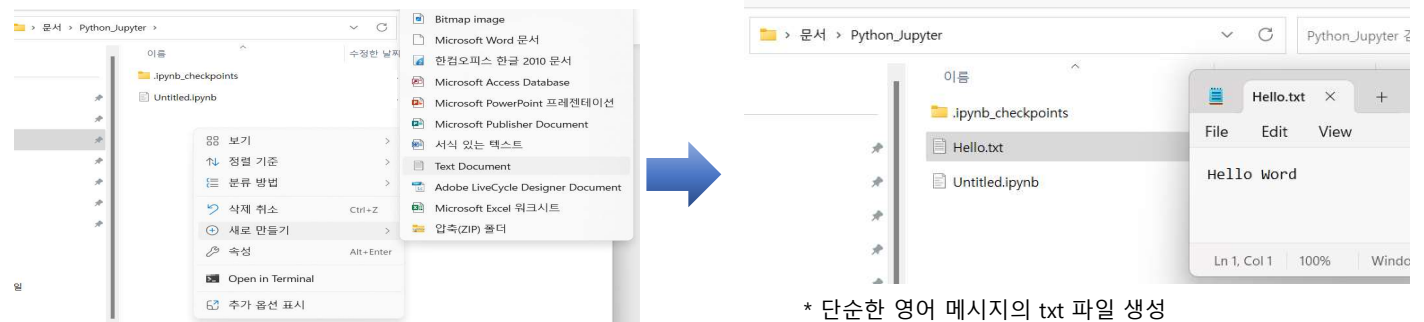 문서 > Python_Jupyter >
이름
수정한 날짜
.ipynb_checkpoints
Untitled.ipynb
보기
정렬 기준
분류 방법
삭제 취소 Ctrl+Z
새로 만들기
속성 Alt+Enter
Open in Terminal
추가 옵션 표시
일
Bitmap image
Microsoft Word 문서
한컴오피스 한글 2010 문서
Microsoft Access Database
Microsoft PowerPoint 프레젠테이션
Microsoft Publisher Document
서식 있는 텍스트
Text Document
Adobe LiveCycle Designer Document
Microsoft Excel 워크시트
압축(ZIP) 폴더
문서 > Python_Jupyter
Python_Jupyter
이름
.ipynb_checkpoints
Hello.txt
Untitled.ipynb
Hello.txt
File Edit View
Hello Word
Ln 1, Col 1 100% Windo
* 단순한 영어 메시지의 txt 파일 생성